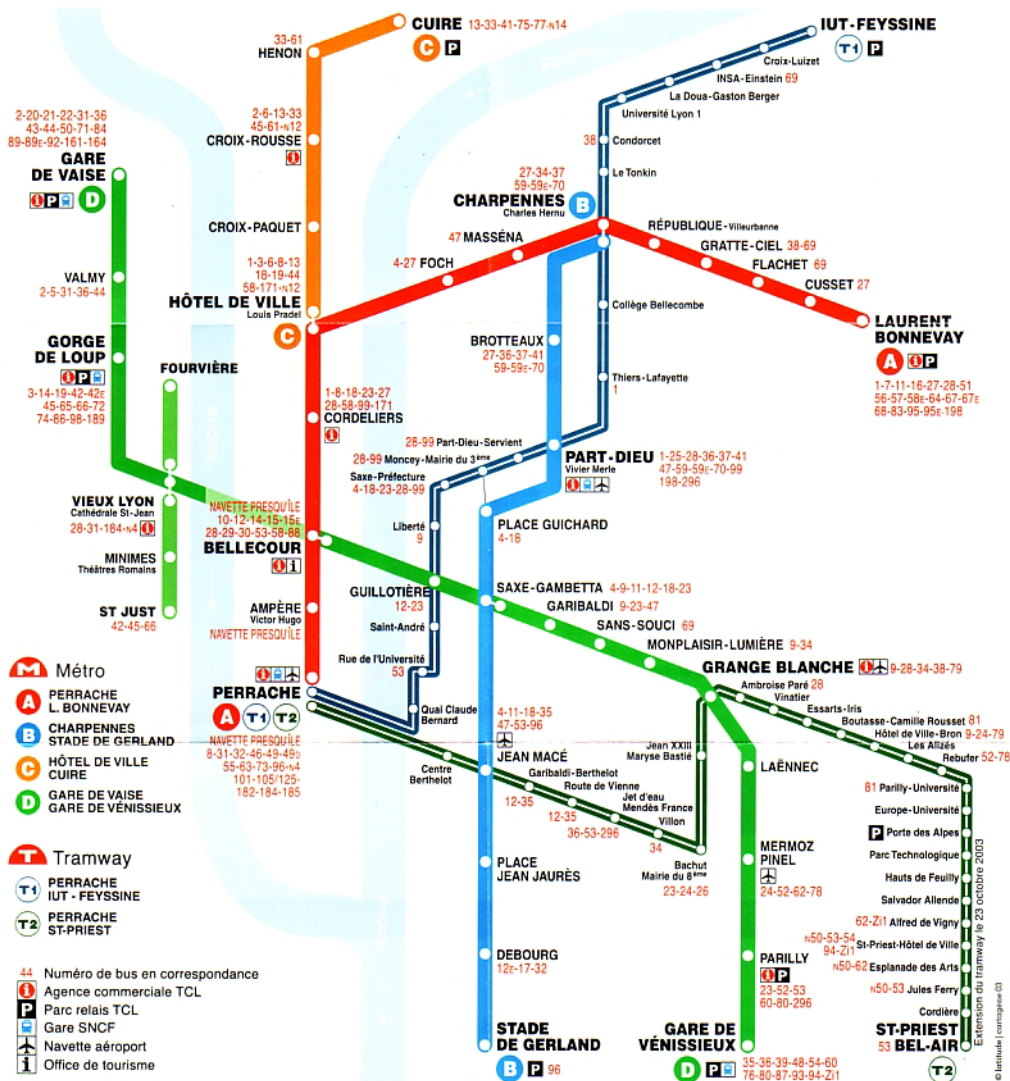 CUIRE 13-33-41-75-77-N14
C P
33-61
HENON
2-6-13-33
45-61-N12
CROIX-ROUSSE
CROIX-PAQUET
1-3-6-8-13
18-19-44
58-171-N12
HÔTEL DE VILLE
Louis Pradel
C
IUT-FEYSSINE
T1 P
Croix-Luizet
INSA-Einstein 69
La Doua-Gaston Berger
Université Lyon 1
38 Condorcet
Le Tonkin
27-34-37
59-59E-70
CHARPENNES B
Charles Hernu
2-20-21-22-31-36
43-44-50-71-84
89-89E-92-161-164
GARE
DE VAISE
P D
VALMY
2-5-31-36-44
GORGE
DE LOUP
P
3-14-19-42-42E
45-65-66-72
74-86-98-189
FOURVIÈRE
VIEUX LYON
Cathédrale St-Jean
28-31-184-N4
MINIMES
Théâtres Romains
ST JUST
42-45-66
47 MASSÉNA
4-27 FOCH
RÉPUBLIQUE-Villeurbanne
GRATTE-CIEL 38-69
FLACHET 69
CUSSET 27
LAURENT
BONNEVAY
A P
1-7-11-16-27-28-51
56-57-58E-64-67-67E
68-83-95-95E-198
Collège Bellecombe
BROTTEAUX
27-36-37-41
59-59E-70
Thiers-Lafayette
1
1-8-18-23-27
28-58-99-171
CORDELIERS
28-99 Part-Dieu-Servient
28-99 Moncey-Mairie du 3ème
Saxe-Préfecture
4-18-23-28-99
PART-DIEU
Vivier Merle
1-25-28-36-37-41
47-59-59E-70-99
198-296
PLACE GUICHARD
4-18
Liberté
9
Saône
NAVETTE PRESQU'ÎLE
10-12-14-15-15E
28-29-30-53-58-88
BELLECOUR
i
GUILLOTIÈRE
12-23
SAXE-GAMBETTA 4-9-11-12-18-23
GARIBALDI 9-23-47
SANS-SOUCI 69
MONPLAISIR-LUMIÈRE 9-34
GRANGE BLANCHE 9-28-34-38-79
AMPÈRE
Victor Hugo
NAVETTE PRESQU'ÎLE
Saint-André
Rue de l'Université
53
Quai Claude
Bernard
PERRACHE
A T1 T2
NAVETTE PRESQU'ÎLE
8-31-32-46-49-49D
55-63-73-96-N4
101-105/125-
182-184-185
Centre
Berthelot
4-11-18-35
47-53-96
JEAN MACÉ
Garibaldi-Berthelot
12-35
Route de Vienne
12-35
Jet d'eau
Mendès France
36-53-296
Villon
34
Bachut
Mairie du 8ème
23-24-26
Jean XXIII
Maryse Bastié
Ambroise Paré 28
Vinatier
Essarts-Iris
Boutasse-Camille Rousset 81
Hôtel de Ville-Bron 9-24-79
Les Alizés
Rebufer 52-78
81 Parilly-Université
Europe-Université
P Porte des Alpes
Parc Technologique
Hauts de Feuilly
Salvador Allende
62-Zi1 Alfred de Vigny
N50-53-54
94-Zi1
St-Priest-Hôtel de Ville
N50-62 Esplanade des Arts
N50-53 Jules Ferry
Cordière
ST-PRIEST
53 BEL-AIR
T2
LAËNNEC
MERMOZ
PINEL
24-52-62-78
PARILLY
P
23-52-53
60-80-296
GARE DE
VÉNISSIEUX
D P
35-36-39-48-54-60
76-80-87-93-94-Zi1
PLACE
JEAN JAURÈS
DEBOURG
12E-17-32
STADE
DE GERLAND
B P 96
M Métro
A PERRACHE
L. BONNEVAY
B CHARPENNES
STADE DE GERLAND
C HÔTEL DE VILLE
CUIRE
D GARE DE VAISE
GARE DE VÉNISSIEUX
T Tramway
T1 PERRACHE
IUT - FEYSSINE
T2 PERRACHE
ST-PRIEST
44 Numéro de bus en correspondance
Agence commerciale TCL
P Parc relais TCL
Gare SNCF
Navette aéroport
i Office de tourisme
Extension du tramway le 23 octobre 2003
© latitude | cartagène 03